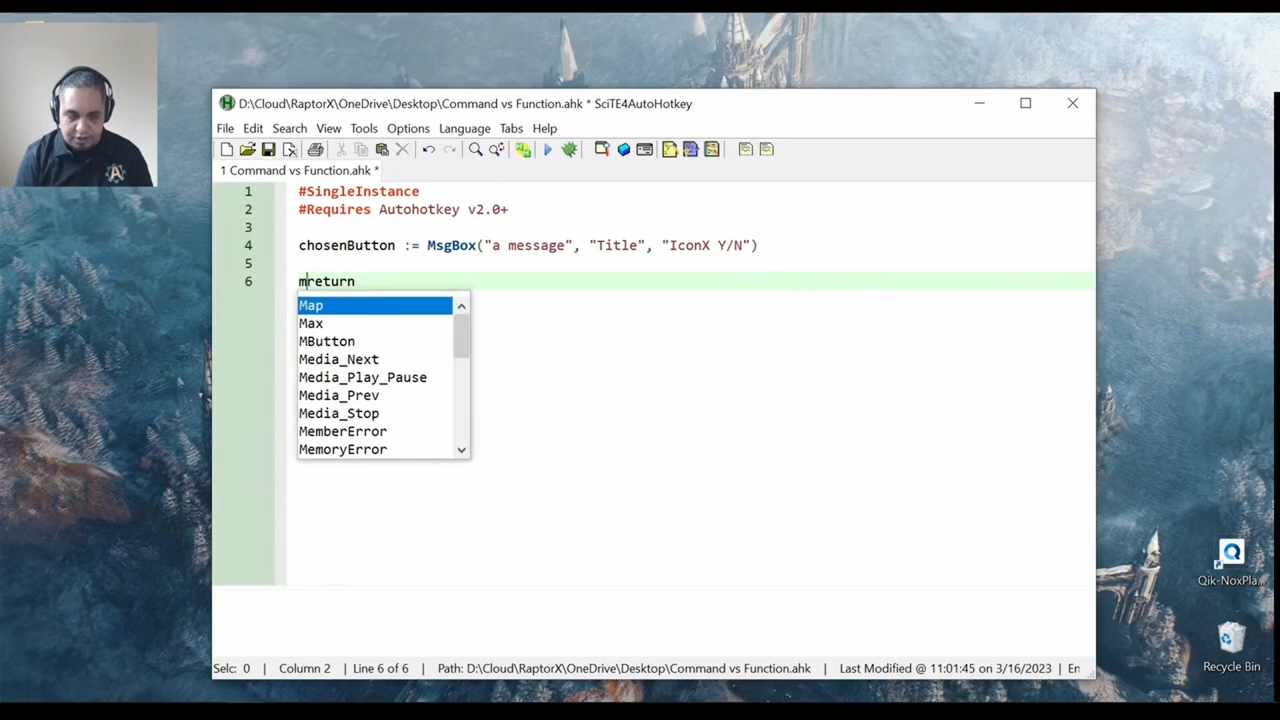 D:\Cloud\RaptorX\OneDrive\Desktop\Command vs Function.ahk * SciTE4AutoHotkey
File Edit Search View Tools Options Language Tabs Help
1 Command vs Function.ahk *
1 #SingleInstance
2 #Requires Autohotkey v2.0+
3
4 chosenButton := MsgBox("a message", "Title", "IconX Y/N")
5
6 mreturn
Map
Max
MButton
Media_Next
Media_Play_Pause
Media_Prev
Media_Stop
MemberError
MemoryError
Qik-NoxPla...
Recycle Bin
Selc: 0 | Column 2 | Line 6 of 6 | Path: D:\Cloud\RaptorX\OneDrive\Desktop\Command vs Function.ahk | Last Modified @ 11:01:45 on 3/16/2023 | En